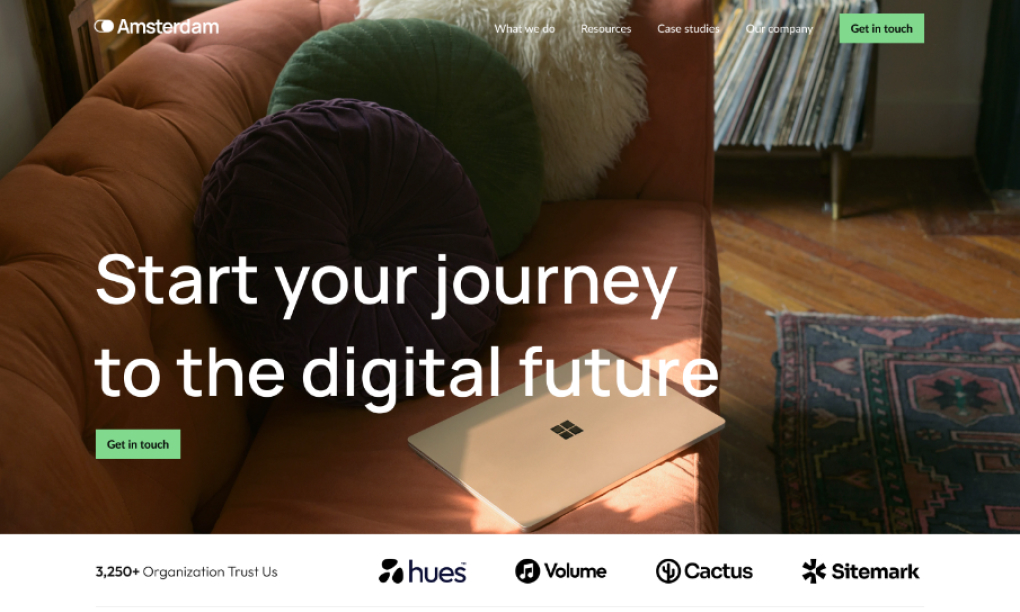 Amsterdam
What we do
Resources
Case studies
Our company
Get in touch
Start your journey
to the digital future
Get in touch
3,250+ Organization Trust Us
hues™
Volume
Cactus
Sitemark